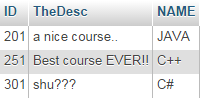 ID TheDesc NAME
201 a nice course.. JAVA
251 Best course EVER!! C++
301 shu??? C#